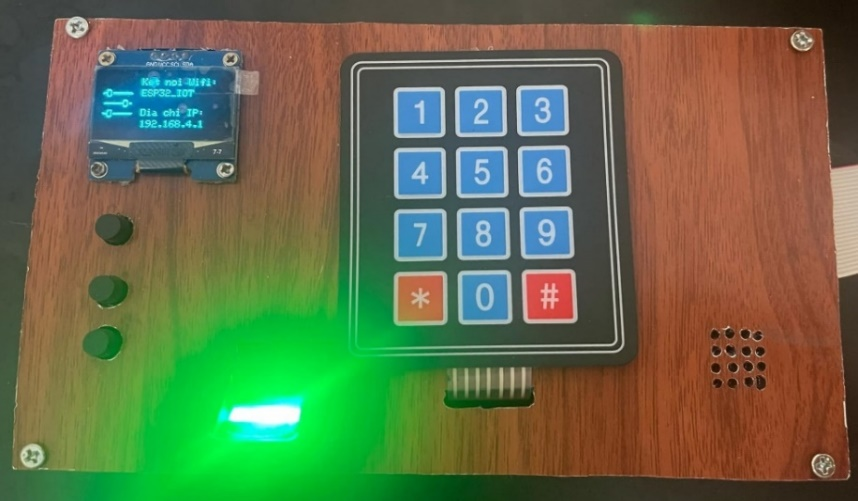 Ket noi Wifi:
ESP32_IOT
Dia chi IP:
192.168.4.1
1 2 3
4 5 6
7 8 9
* 0 #